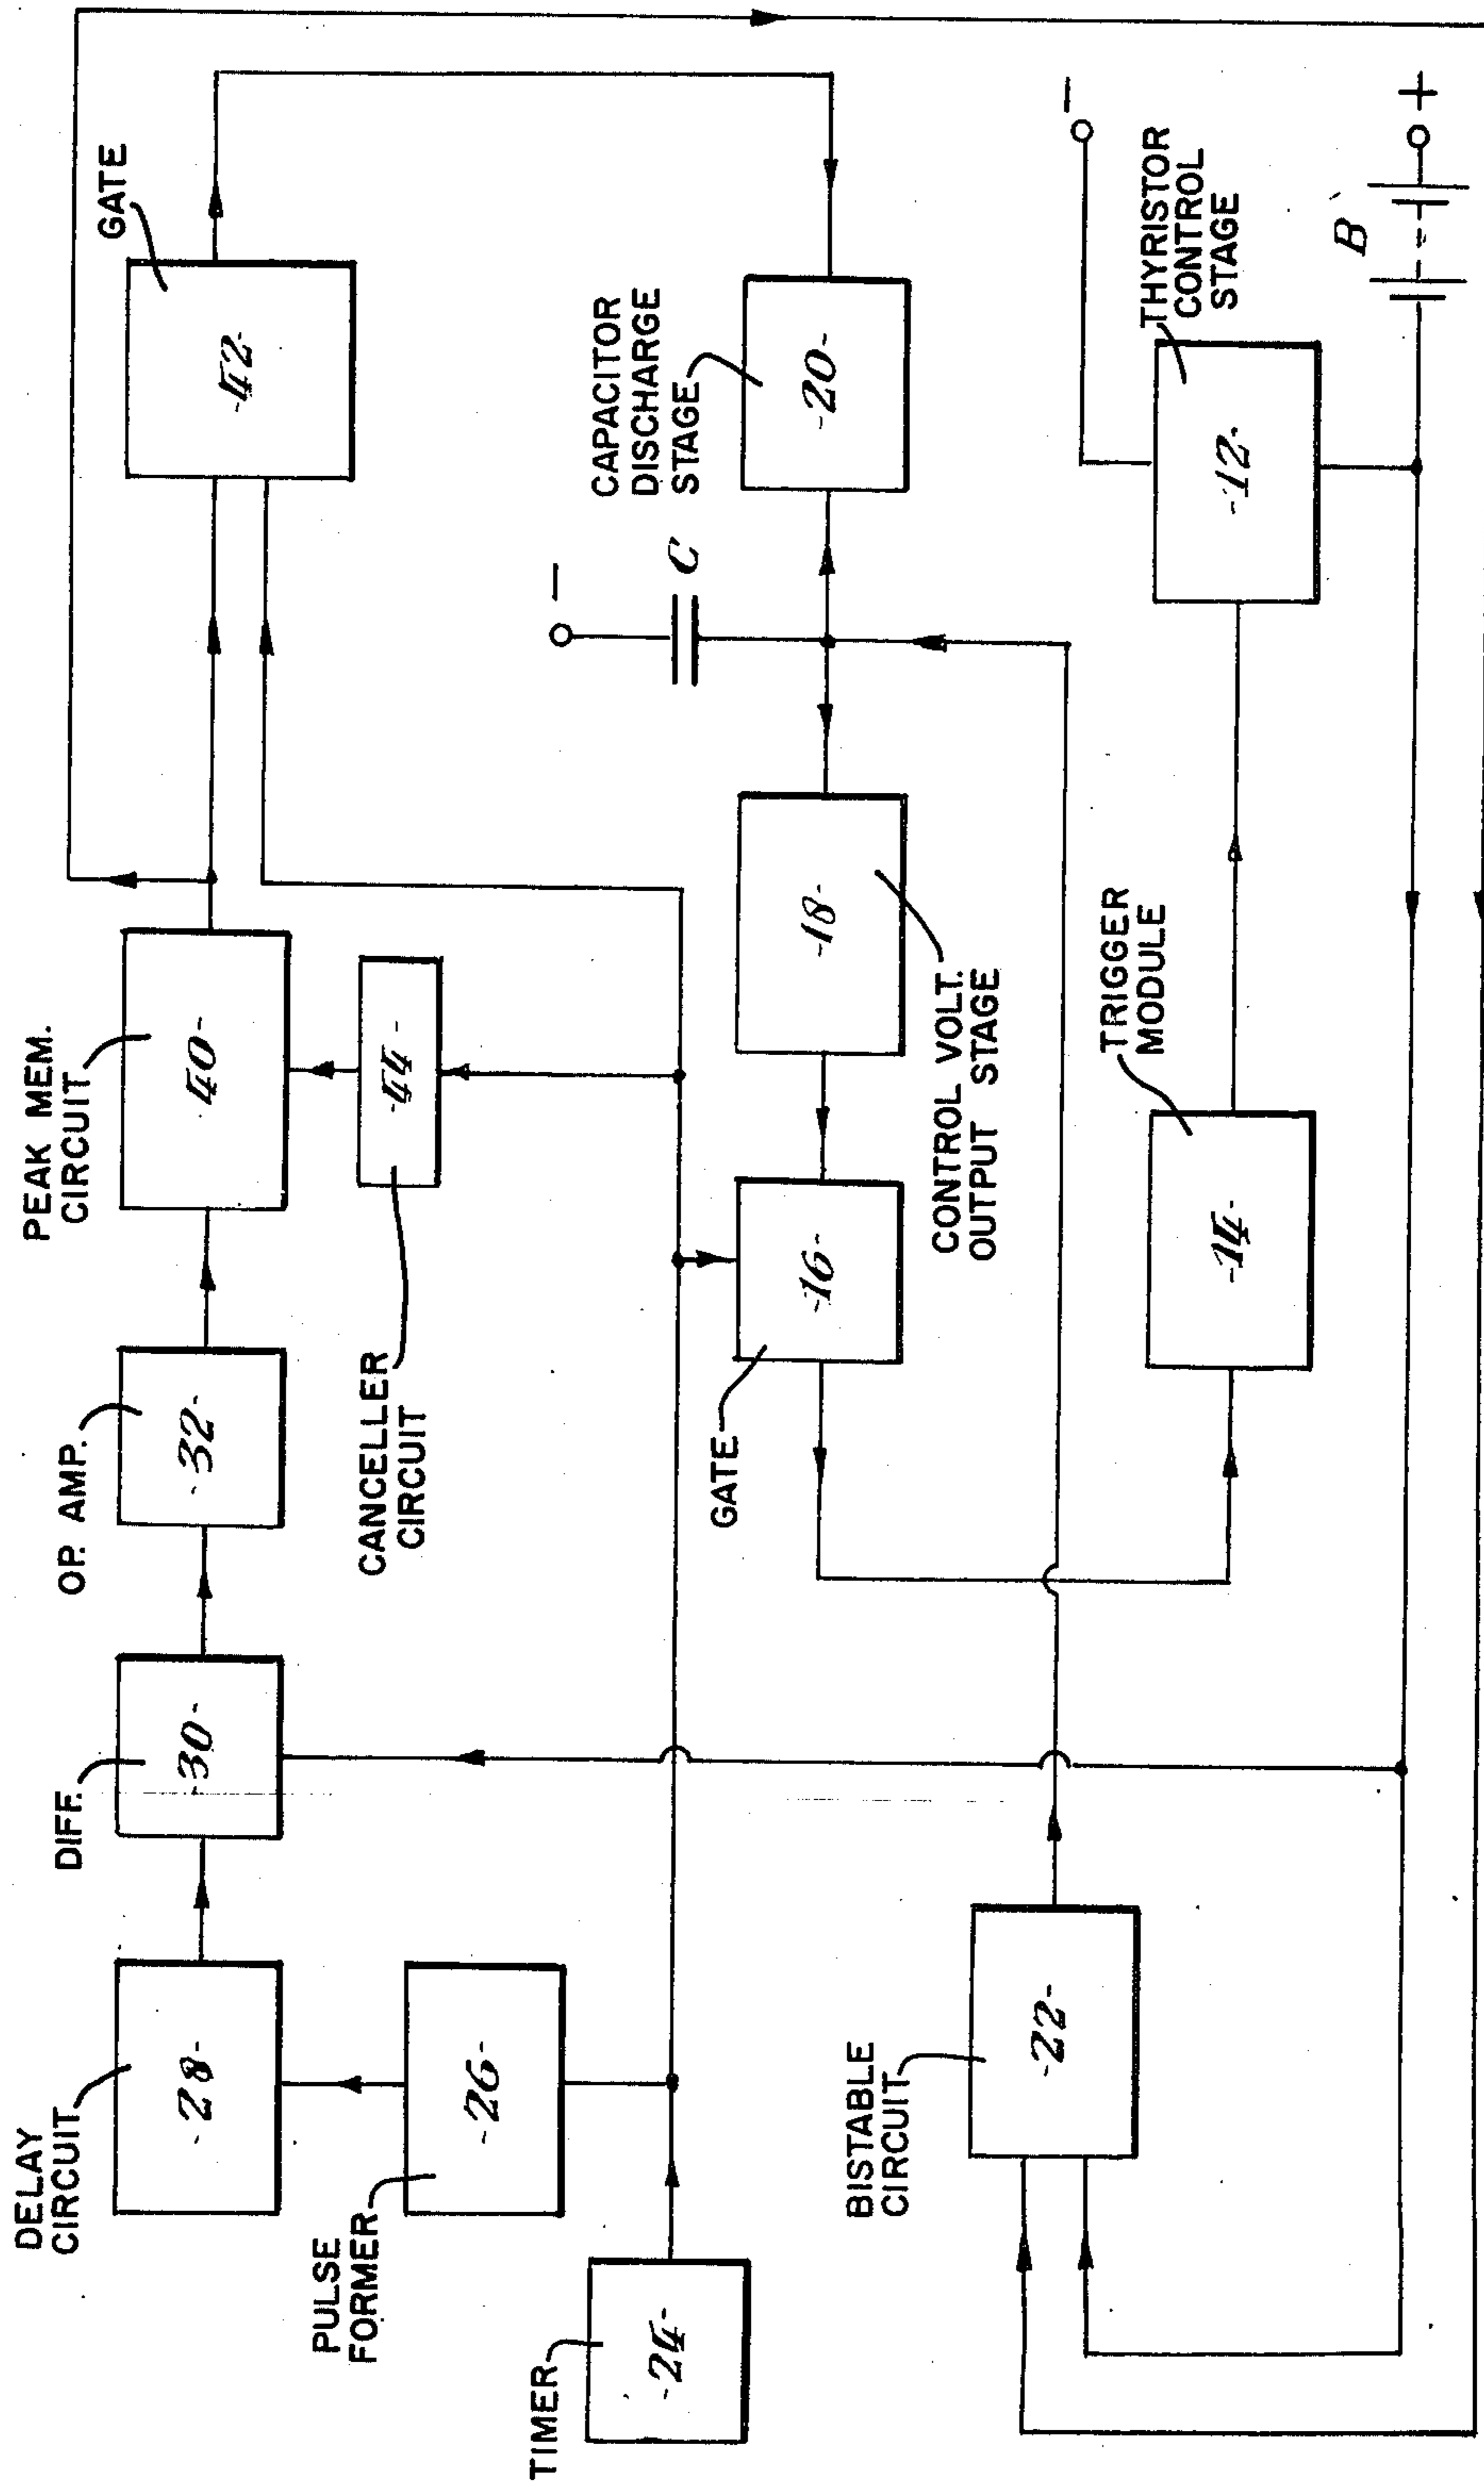 DELAY
CIRCUIT
-28-
DIFF.
-30-
OP. AMP.
-32-
PEAK MEM.
CIRCUIT
-40-
GATE
-42-
PULSE
FORMER
-26-
CANCELLER
CIRCUIT
-44-
TIMER
-24-
GATE
-16-
CONTROL VOLT.
OUTPUT STAGE
-18-
C
−
CAPACITOR
DISCHARGE
STAGE
-20-
BISTABLE
CIRCUIT
-22-
TRIGGER
MODULE
-14-
THYRISTOR
CONTROL
STAGE
-12-
−
B
+